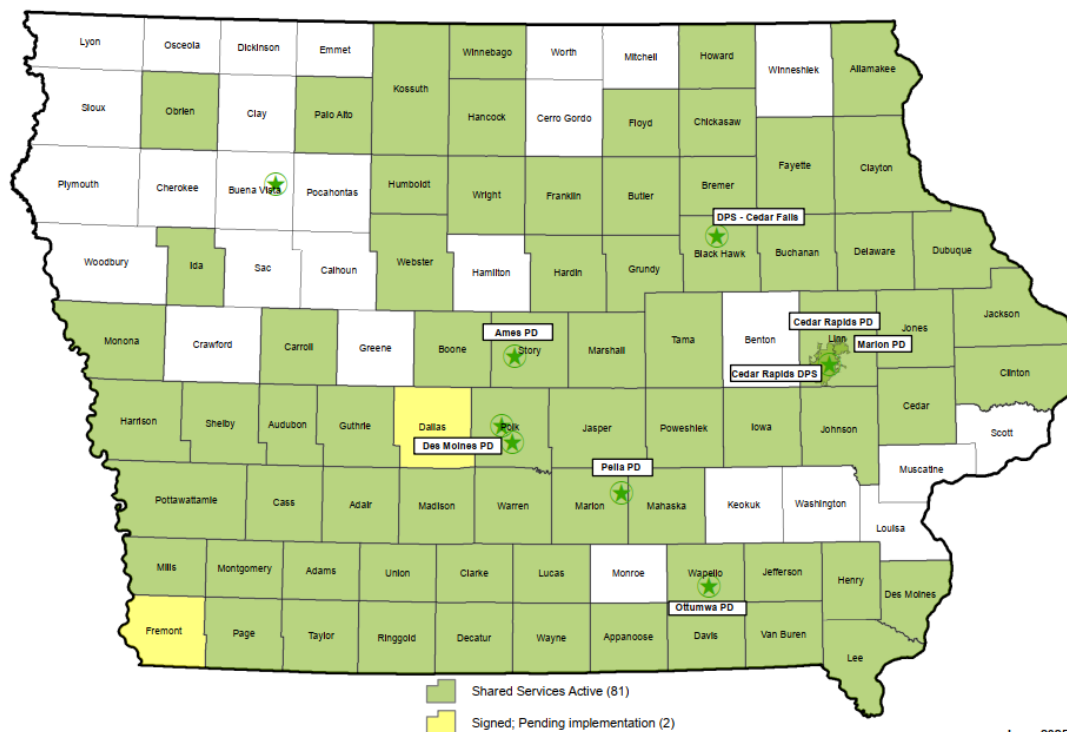 Lyon
Osceola
Dickinson
Emmet
Kossuth
Winnebago
Worth
Mitchell
Howard
Winneshiek
Allamakee
Sioux
Obrien
Clay
Palo Alto
Hancock
Cerro Gordo
Floyd
Chickasaw
Fayette
Clayton
Plymouth
Cherokee
Buena Vista
Pocahontas
Humboldt
Wright
Franklin
Butler
Bremer
DPS - Cedar Falls
Woodbury
Ida
Sac
Calhoun
Webster
Hamilton
Hardin
Grundy
Black Hawk
Buchanan
Delaware
Dubuque
Monona
Crawford
Carroll
Greene
Boone
Ames PD
Story
Marshall
Tama
Benton
Cedar Rapids PD
Linn
Marion PD
Cedar Rapids DPS
Jones
Jackson
Clinton
Harrison
Shelby
Audubon
Guthrie
Dallas
Polk
Des Moines PD
Jasper
Poweshiek
Iowa
Johnson
Cedar
Scott
Muscatine
Pottawattamie
Cass
Adair
Madison
Warren
Pella PD
Marion
Mahaska
Keokuk
Washington
Louisa
Mills
Montgomery
Adams
Union
Clarke
Lucas
Monroe
Wapello
Jefferson
Henry
Des Moines
Ottumwa PD
Fremont
Page
Taylor
Ringgold
Decatur
Wayne
Appanoose
Davis
Van Buren
Lee
Shared Services Active (81)
Signed; Pending implementation (2)